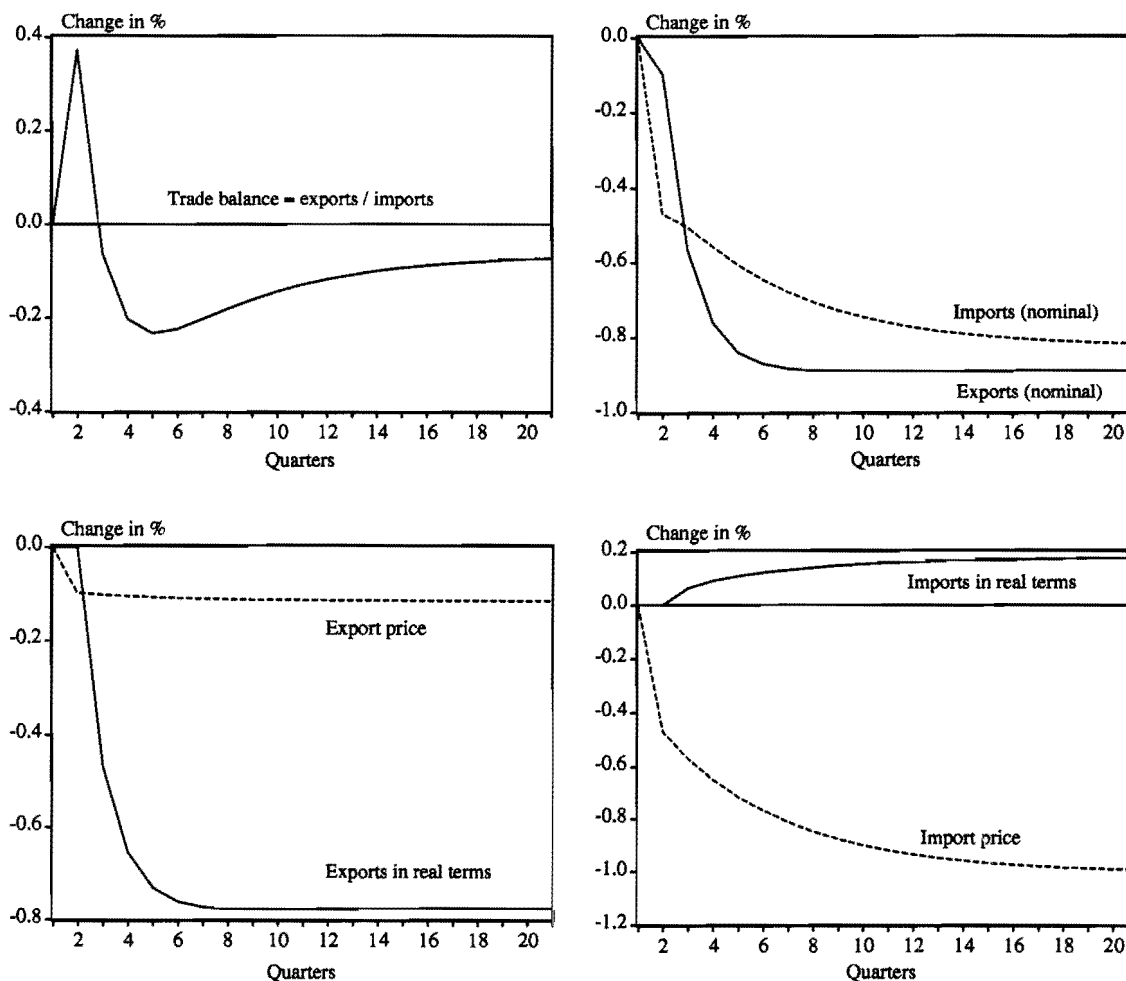 Change in %
0.4
0.2
Trade balance = exports / imports
0.0
-0.2
-0.4
2 4 6 8 10 12 14 16 18 20
Quarters
Change in %
0.0
-0.2
-0.4
-0.6
Imports (nominal)
-0.8
Exports (nominal)
-1.0
2 4 6 8 10 12 14 16 18 20
Quarters
Change in %
0.0
Export price
-0.2
-0.4
-0.6
Exports in real terms
-0.8
2 4 6 8 10 12 14 16 18 20
Quarters
Change in %
0.2
Imports in real terms
0.0
-0.2
-0.4
-0.6
-0.8
Import price
-1.0
-1.2
2 4 6 8 10 12 14 16 18 20
Quarters